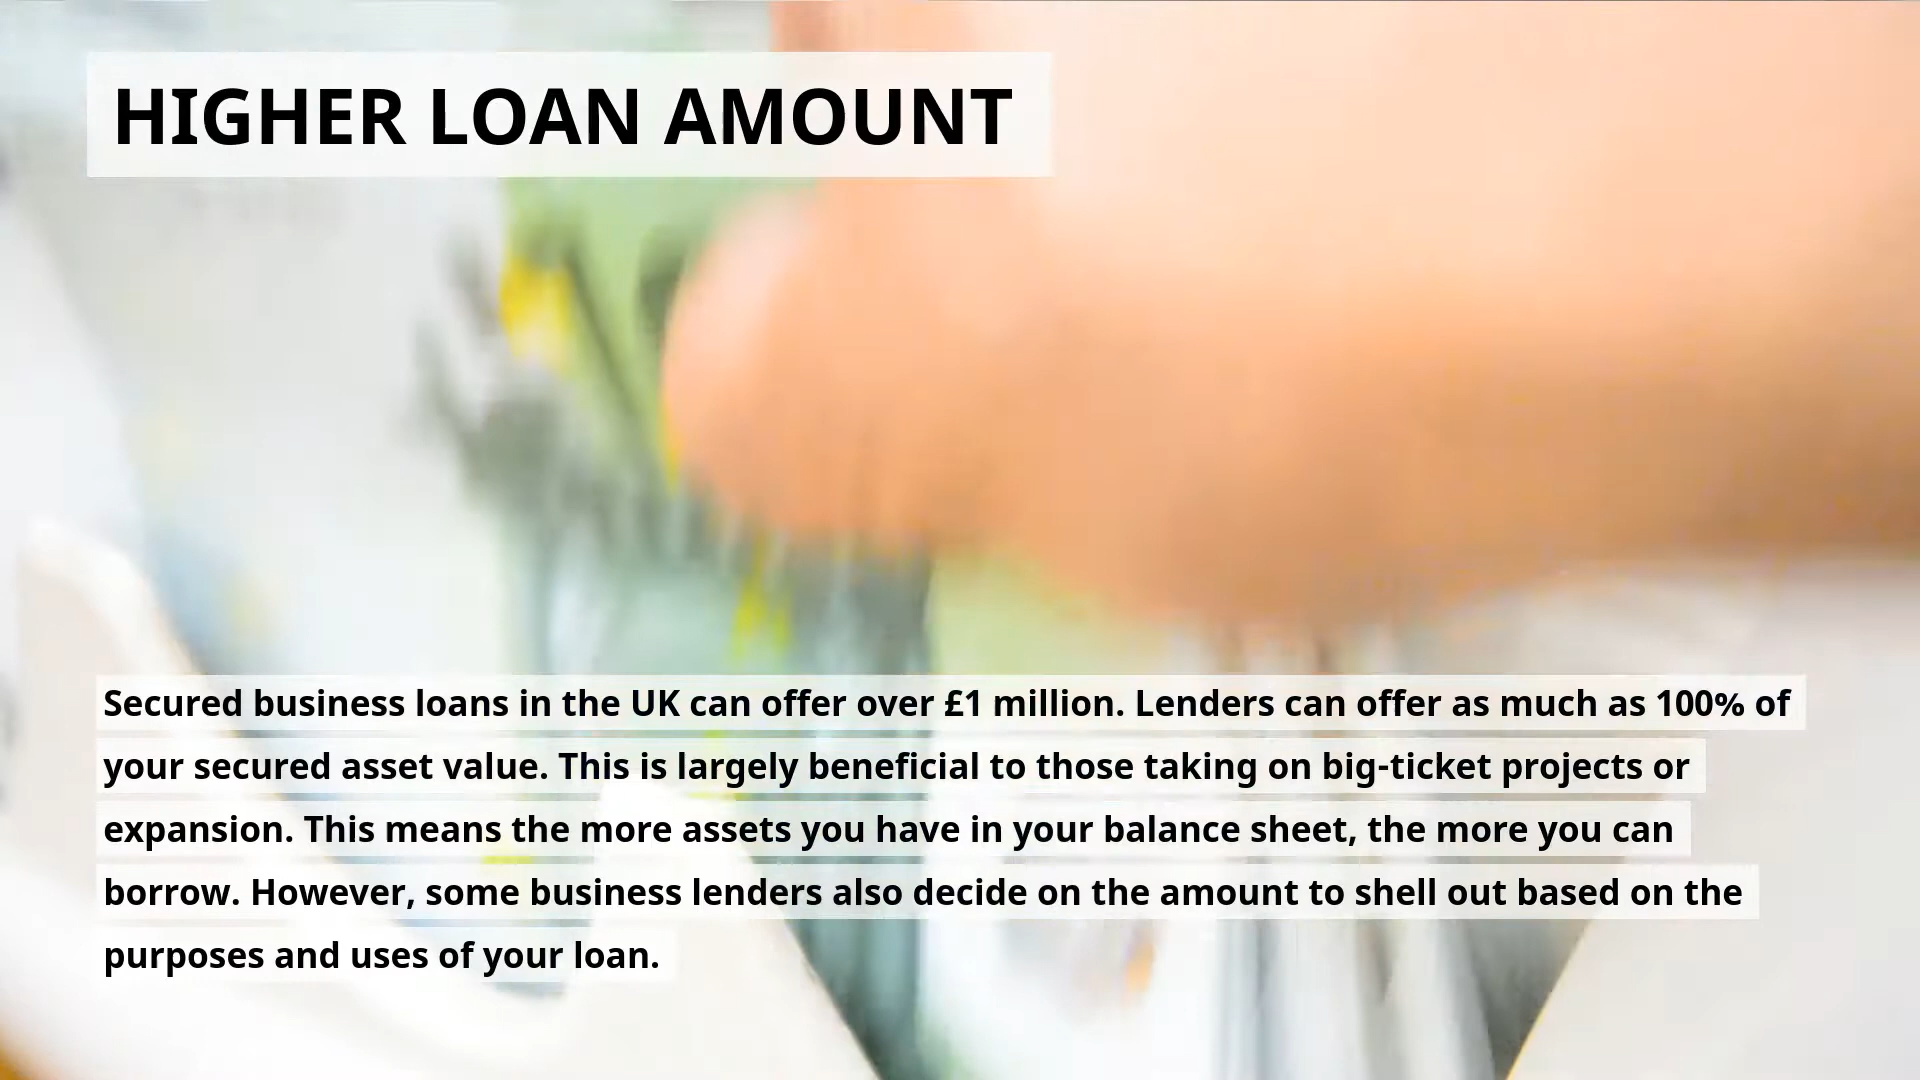 HIGHER LOAN AMOUNT
Secured business loans in the UK can offer over £1 million. Lenders can offer as much as 100% of
your secured asset value. This is largely beneficial to those taking on big-ticket projects or
expansion. This means the more assets you have in your balance sheet, the more you can
borrow. However, some business lenders also decide on the amount to shell out based on the
purposes and uses of your loan.